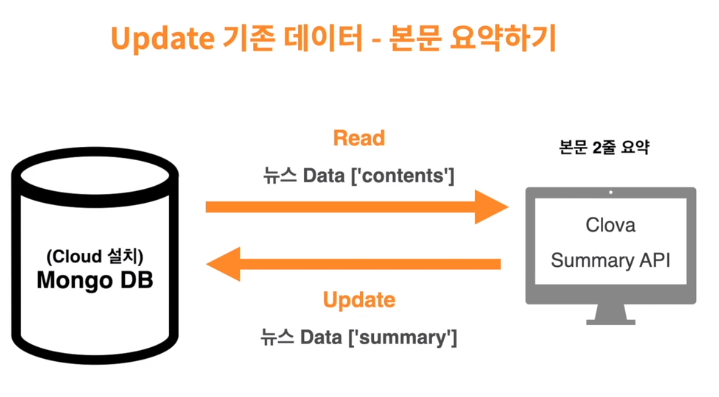 Update 기존 데이터 - 본문 요약하기
Read
뉴스 Data ['contents']
본문 2줄 요약
(Cloud 설치)
Mongo DB
Clova
Summary API
Update
뉴스 Data ['summary']